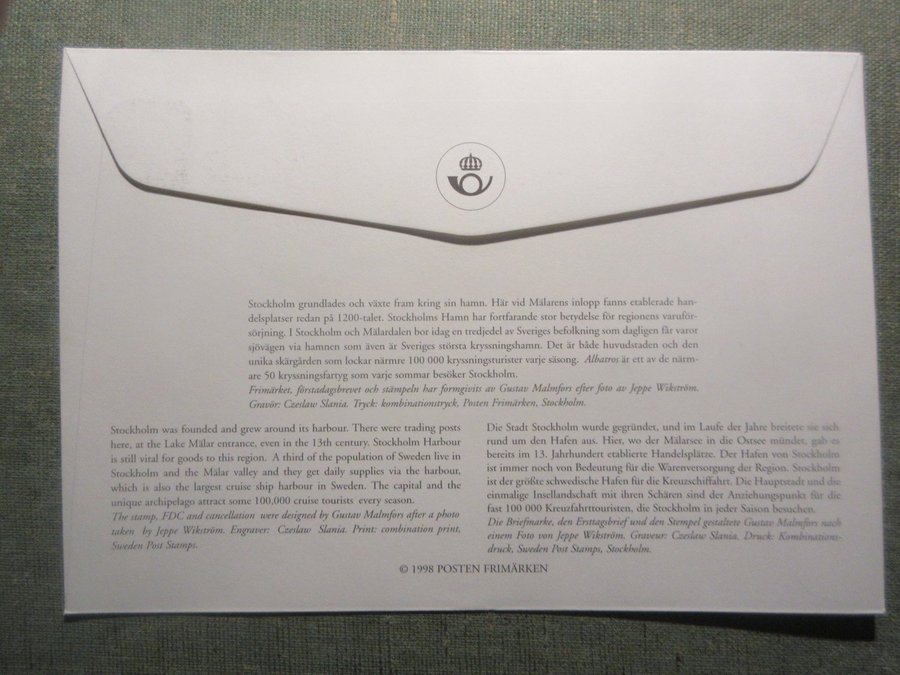 Stockholm grundlades och växte fram kring sin hamn. Här vid Mälarens inlopp fanns etablerade han-
delsplatser redan på 1200-talet. Stockholms Hamn har fortfarande stor betydelse för regionens varuför-
sörjning. I Stockholm och Mälardalen bor idag en tredjedel av Sveriges befolkning som dagligen får varor
sjövägen via hamnen som även är Sveriges största kryssningshamn. Det är både huvudstaden och den
unika skärgården som lockar närmre 100 000 kryssningsturister varje säsong. Albatros är ett av de närm-
are 50 kryssningsfartyg som varje sommar besöker Stockholm.
Frimärket, förstadagsbrevet och stämpeln har formgivits av Gustav Malmfors efter foto av Jeppe Wikström.
Gravör: Czeslaw Slania. Tryck: kombinationstryck, Posten Frimärken, Stockholm.
Stockholm was founded and grew around its harbour. There were trading posts
here, at the Lake Mälar entrance, even in the 13th century. Stockholm Harbour
is still vital for goods to this region. A third of the population of Sweden live in
Stockholm and the Mälar valley and they get daily supplies via the harbour,
which is also the largest cruise ship harbour in Sweden. The capital and the
unique archipelago attract some 100,000 cruise tourists every season.
The stamp, FDC and cancellation were designed by Gustav Malmfors after a photo
taken by Jeppe Wikström. Engraver: Czeslaw Slania. Print: combination print,
Sweden Post Stamps.
Die Stadt Stockholm wurde gegründet, und im Laufe der Jahre breitete sie sich
rund um den Hafen aus. Hier, wo der Mälarsee in die Ostsee mündet, gab es
bereits im 13. Jahrhundert etablierte Handelsplätze. Der Hafen von Stockholm
ist immer noch von Bedeutung für die Warenversorgung der Region. Stockholm
ist der größte schwedische Hafen für die Kreuzschiffahrt. Die Hauptstadt und die
einmalige Insellandschaft mit ihren Schären sind der Anziehungspunkt für die
fast 100 000 Kreuzfahrttouristen, die Stockholm in jeder Saison besuchen.
Die Briefmarke, den Ersttagsbrief und den Stempel gestaltete Gustav Malmfors nach
einem Foto von Jeppe Wikström. Graveur: Czeslaw Slania. Druck: Kombinations-
druck, Sweden Post Stamps, Stockholm.
© 1998 POSTEN FRIMÄRKEN